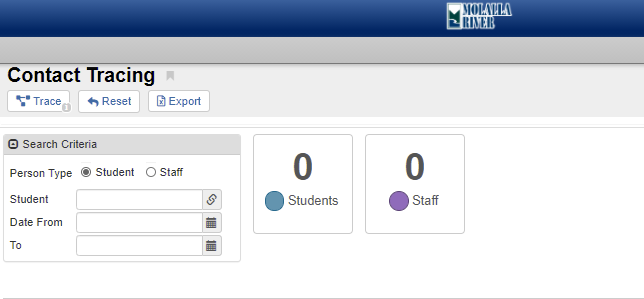 MOLALLA
RIVER
Contact Tracing
Trace Reset Export
Search Criteria
Person Type Student Staff
Student
Date From
To
0
Students
0
Staff